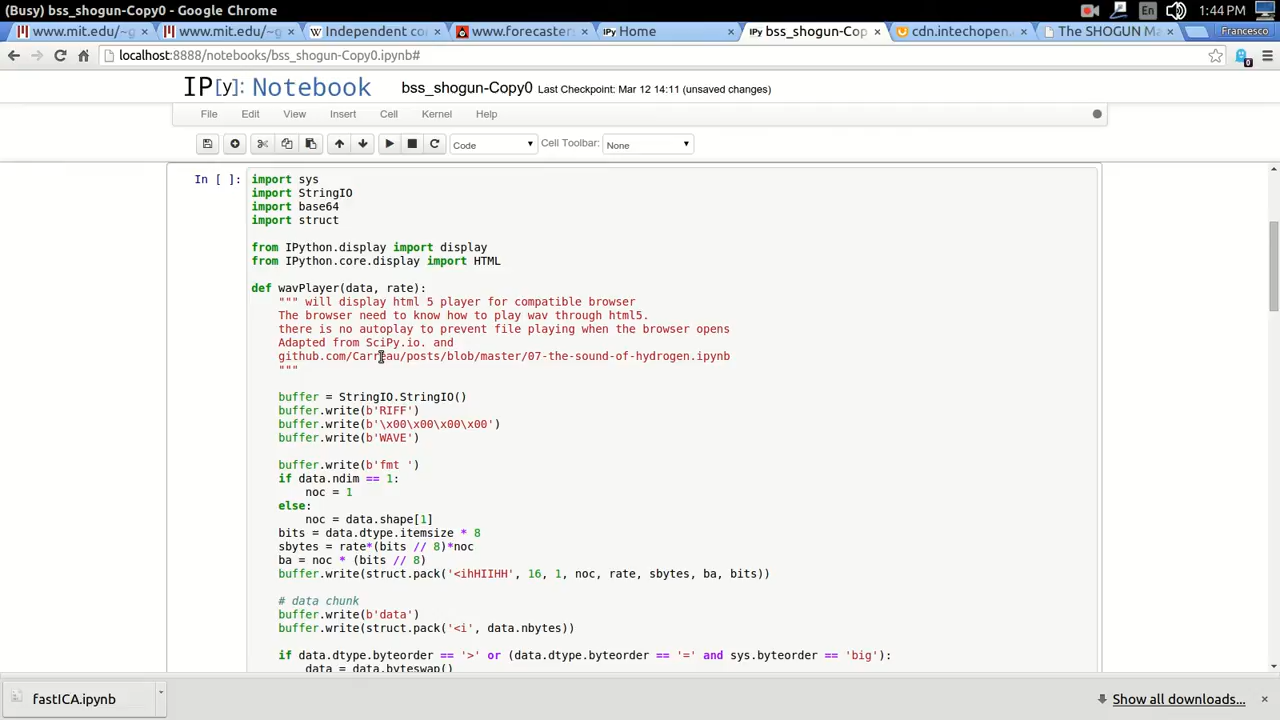 (Busy) bss_shogun-Copy0 - Google Chrome
En
1:44 PM
www.mit.edu/~g
www.mit.edu/~g
Independent co
www.forecaster
IPy Home
IPy bss_shogun-Cop
cdn.intechopen.
The SHOGUN Ma
Francesco
localhost:8888/notebooks/bss_shogun-Copy0.ipynb#
0
IP[y]: Notebook
bss_shogun-Copy0 Last Checkpoint: Mar 12 14:11 (unsaved changes)
File Edit View Insert Cell Kernel Help
Code
Cell Toolbar:
None
In [ ]:
import sys
import StringIO
import base64
import struct
from IPython.display import display
from IPython.core.display import HTML
def wavPlayer(data, rate):
""" will display html 5 player for compatible browser
The browser need to know how to play wav through html5.
there is no autoplay to prevent file playing when the browser opens
Adapted from SciPy.io. and
github.com/Carreau/posts/blob/master/07-the-sound-of-hydrogen.ipynb
"""
buffer = StringIO.StringIO()
buffer.write(b'RIFF')
buffer.write(b'\x00\x00\x00\x00')
buffer.write(b'WAVE')
buffer.write(b'fmt ')
if data.ndim == 1:
noc = 1
else:
noc = data.shape[1]
bits = data.dtype.itemsize * 8
sbytes = rate*(bits // 8)*noc
ba = noc * (bits // 8)
buffer.write(struct.pack('<ihHIIHH', 16, 1, noc, rate, sbytes, ba, bits))
# data chunk
buffer.write(b'data')
buffer.write(struct.pack('<i', data.nbytes))
if data.dtype.byteorder == '>' or (data.dtype.byteorder == '=' and sys.byteorder == 'big'):
data = data.byteswap()
fastICA.ipynb
Show all downloads...